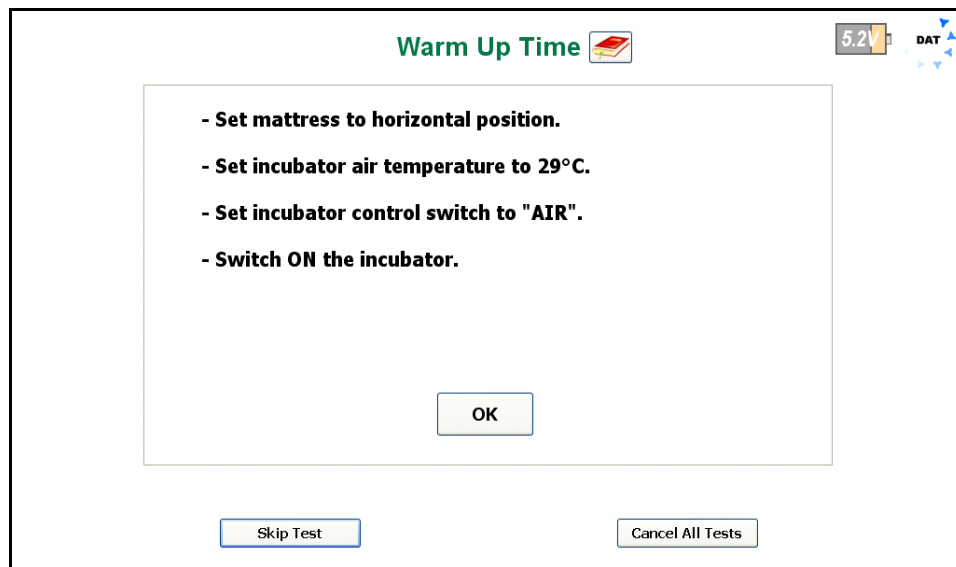 Warm Up Time
5.2V
DAT
- Set mattress to horizontal position.
- Set incubator air temperature to 29°C.
- Set incubator control switch to "AIR".
- Switch ON the incubator.
OK
Skip Test
Cancel All Tests